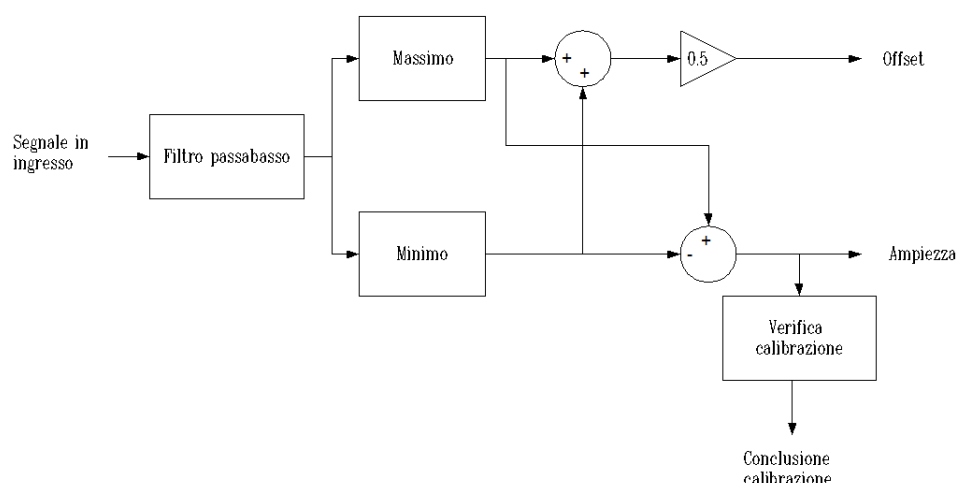 Massimo
+
+
0.5
Offset
Segnale in
ingresso
Filtro passabasso
Minimo
+
-
Ampiezza
Verifica
calibrazione
Conclusione
calibrazione